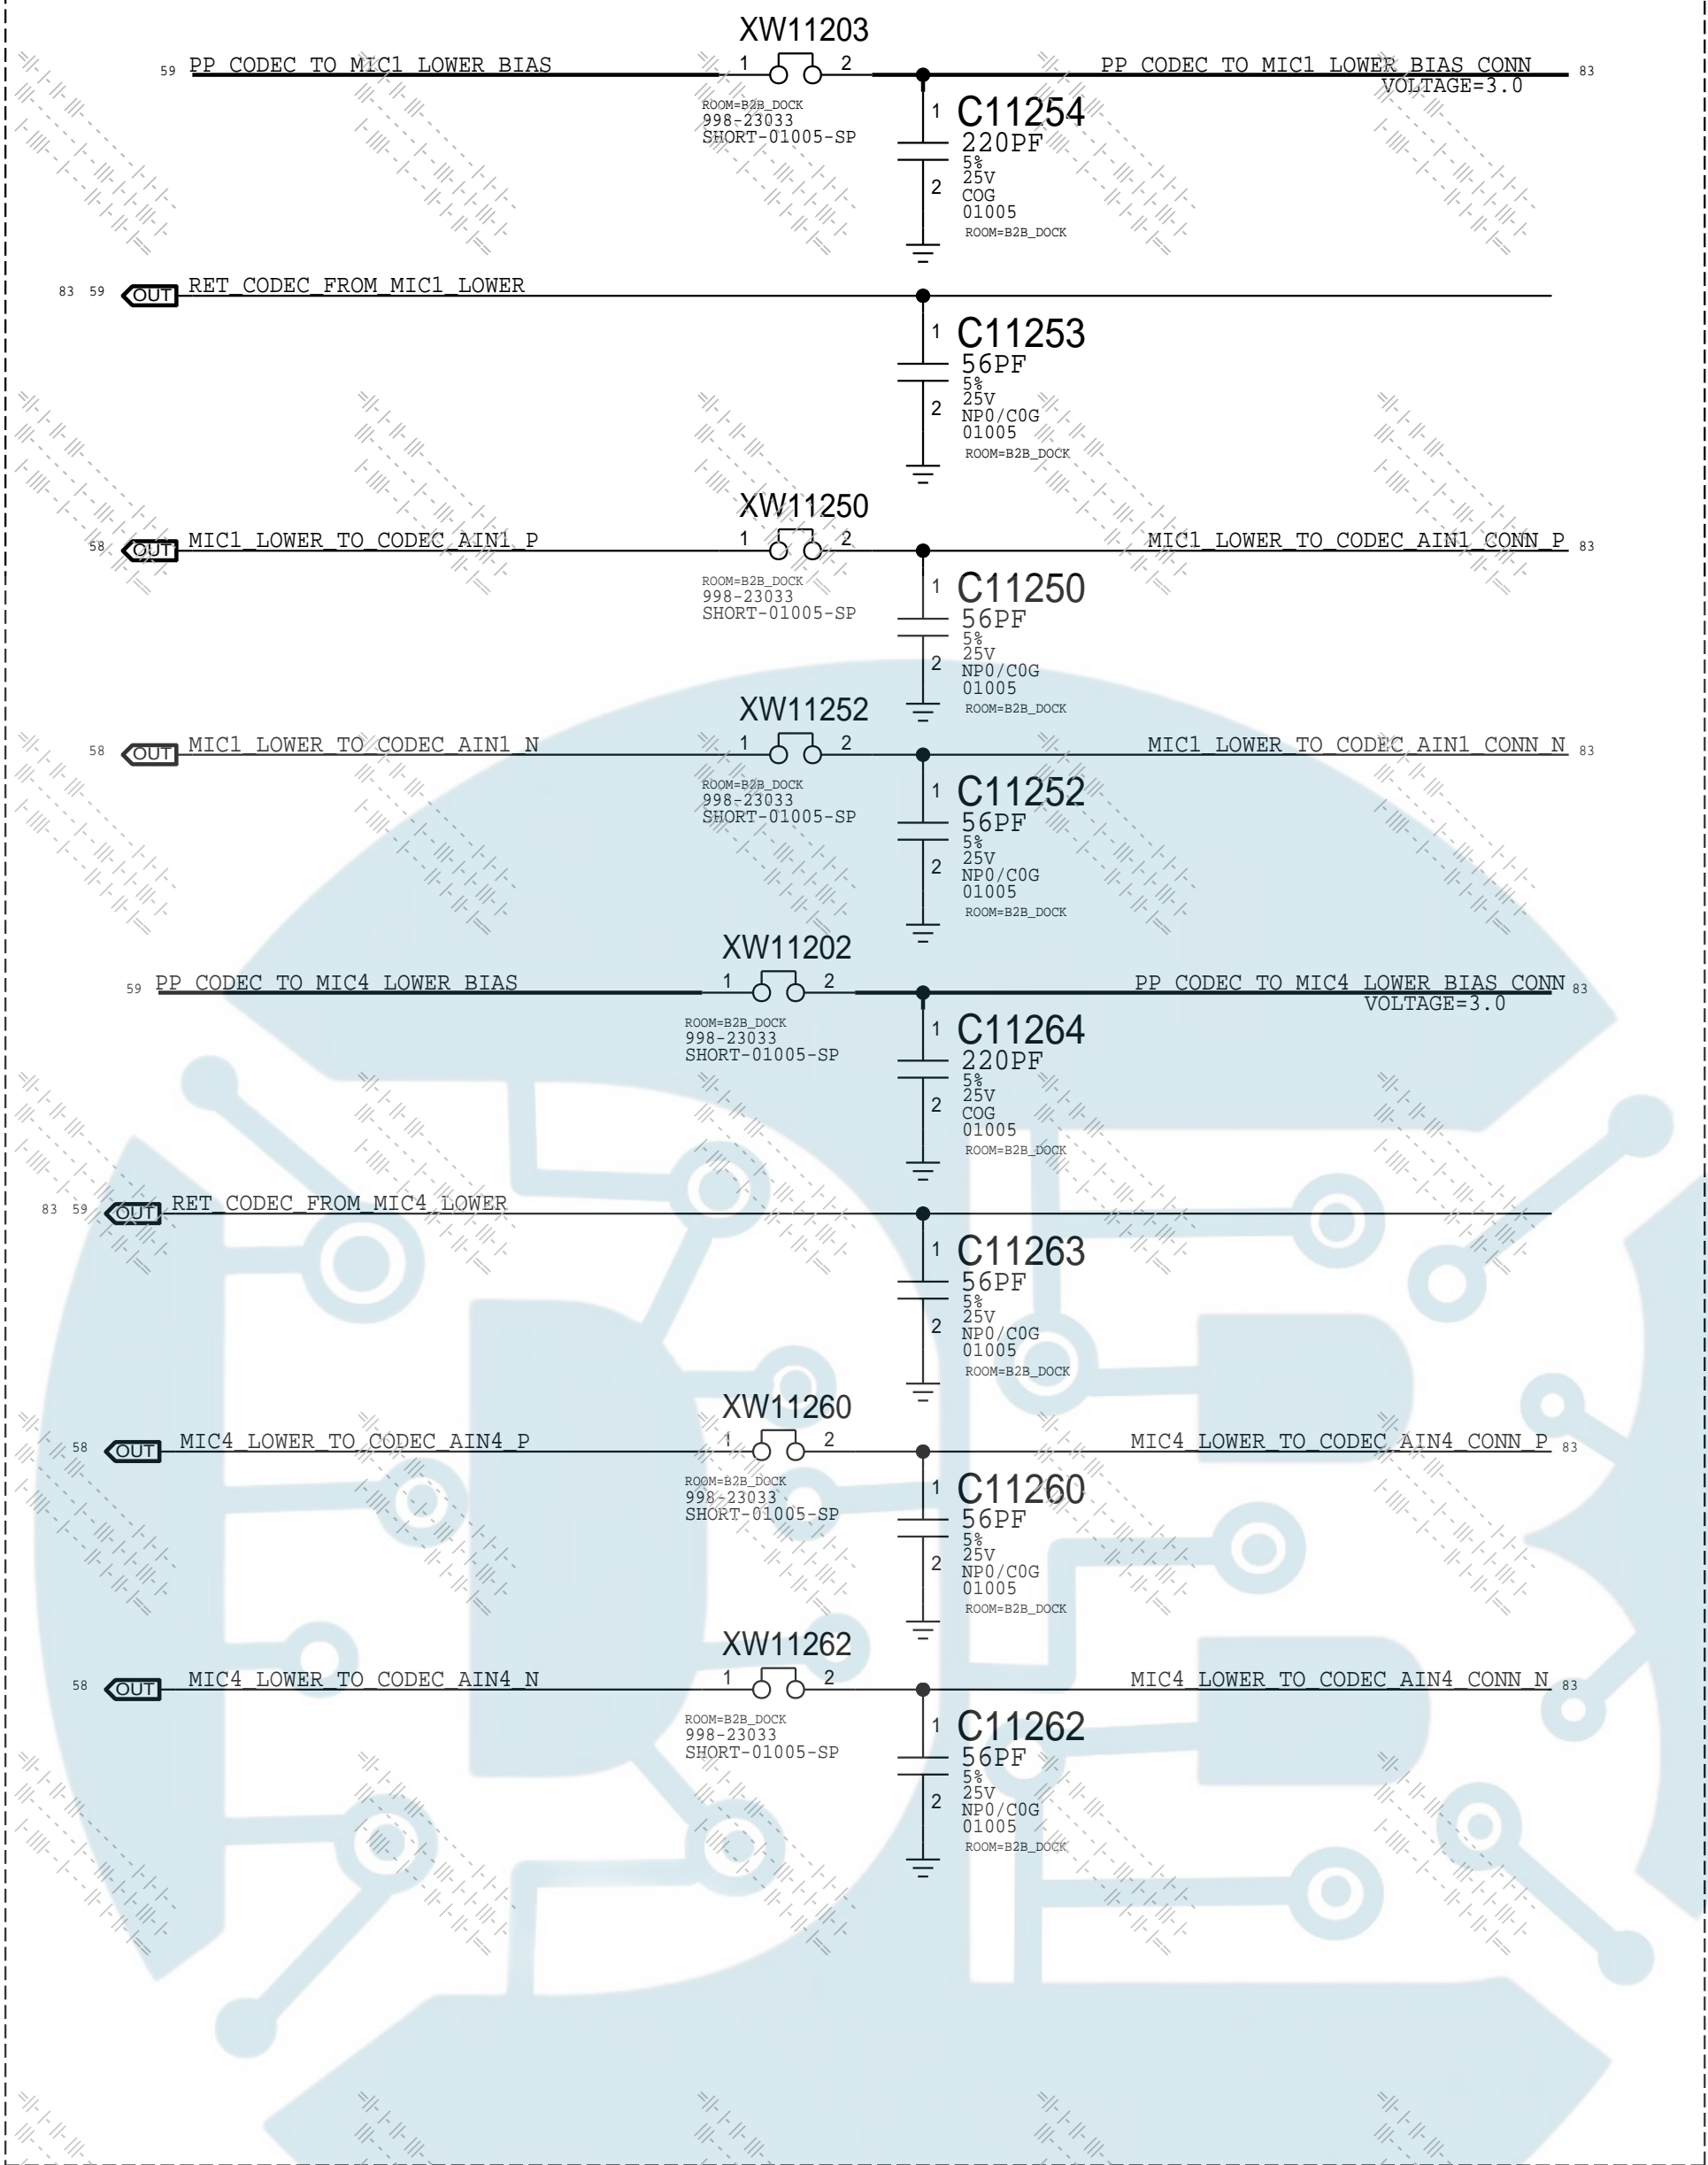 XW11203
59 PP_CODEC_TO_MIC1_LOWER_BIAS 1 2 PP_CODEC_TO_MIC1_LOWER_BIAS_CONN 83
VOLTAGE=3.0
ROOM=B2B_DOCK
998-23033
SHORT-01005-SP
1 C11254
220PF
5%
25V
2 COG
01005
ROOM=B2B_DOCK
83 59 OUT RET_CODEC_FROM_MIC1_LOWER
1 C11253
56PF
5%
25V
2 NP0/C0G
01005
ROOM=B2B_DOCK
XW11250
58 OUT MIC1_LOWER_TO_CODEC_AIN1_P 1 2 MIC1_LOWER_TO_CODEC_AIN1_CONN_P 83
ROOM=B2B_DOCK
998-23033
SHORT-01005-SP
1 C11250
56PF
5%
25V
2 NP0/C0G
01005
ROOM=B2B_DOCK
XW11252
58 OUT MIC1_LOWER_TO_CODEC_AIN1_N 1 2 MIC1_LOWER_TO_CODEC_AIN1_CONN_N 83
ROOM=B2B_DOCK
998-23033
SHORT-01005-SP
1 C11252
56PF
5%
25V
2 NP0/C0G
01005
ROOM=B2B_DOCK
XW11202
59 PP_CODEC_TO_MIC4_LOWER_BIAS 1 2 PP_CODEC_TO_MIC4_LOWER_BIAS_CONN 83
VOLTAGE=3.0
ROOM=B2B_DOCK
998-23033
SHORT-01005-SP
1 C11264
220PF
5%
25V
2 COG
01005
ROOM=B2B_DOCK
83 59 OUT RET_CODEC_FROM_MIC4_LOWER
1 C11263
56PF
5%
25V
2 NP0/C0G
01005
ROOM=B2B_DOCK
XW11260
58 OUT MIC4_LOWER_TO_CODEC_AIN4_P 1 2 MIC4_LOWER_TO_CODEC_AIN4_CONN_P 83
ROOM=B2B_DOCK
998-23033
SHORT-01005-SP
1 C11260
56PF
5%
25V
2 NP0/C0G
01005
ROOM=B2B_DOCK
XW11262
58 OUT MIC4_LOWER_TO_CODEC_AIN4_N 1 2 MIC4_LOWER_TO_CODEC_AIN4_CONN_N 83
ROOM=B2B_DOCK
998-23033
SHORT-01005-SP
1 C11262
56PF
5%
25V
2 NP0/C0G
01005
ROOM=B2B_DOCK